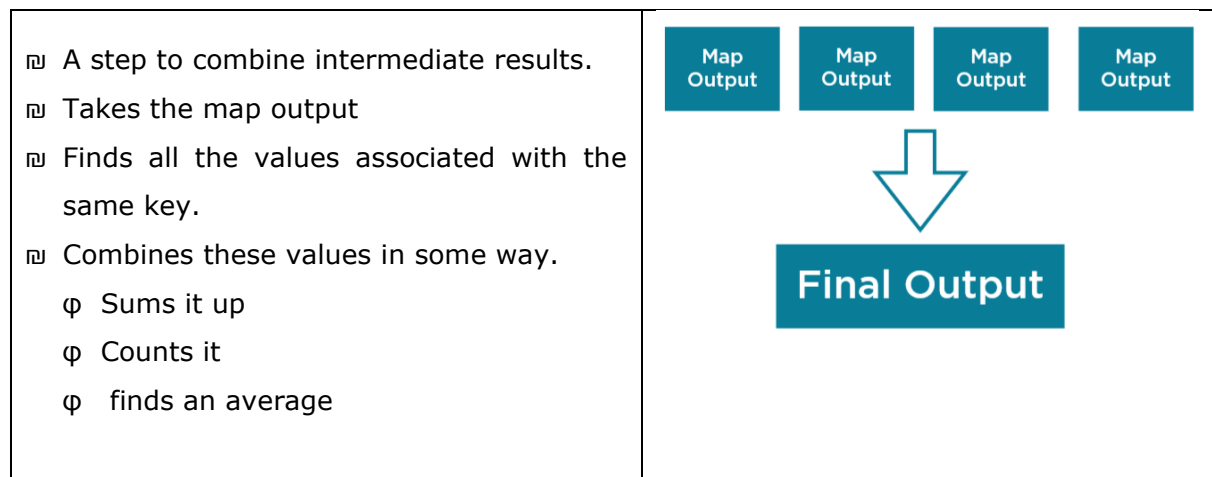 ₪ A step to combine intermediate results.
₪ Takes the map output
₪ Finds all the values associated with the
same key.
₪ Combines these values in some way.
φ Sums it up
φ Counts it
φ finds an average
Map
Output
Map
Output
Map
Output
Map
Output
Final Output